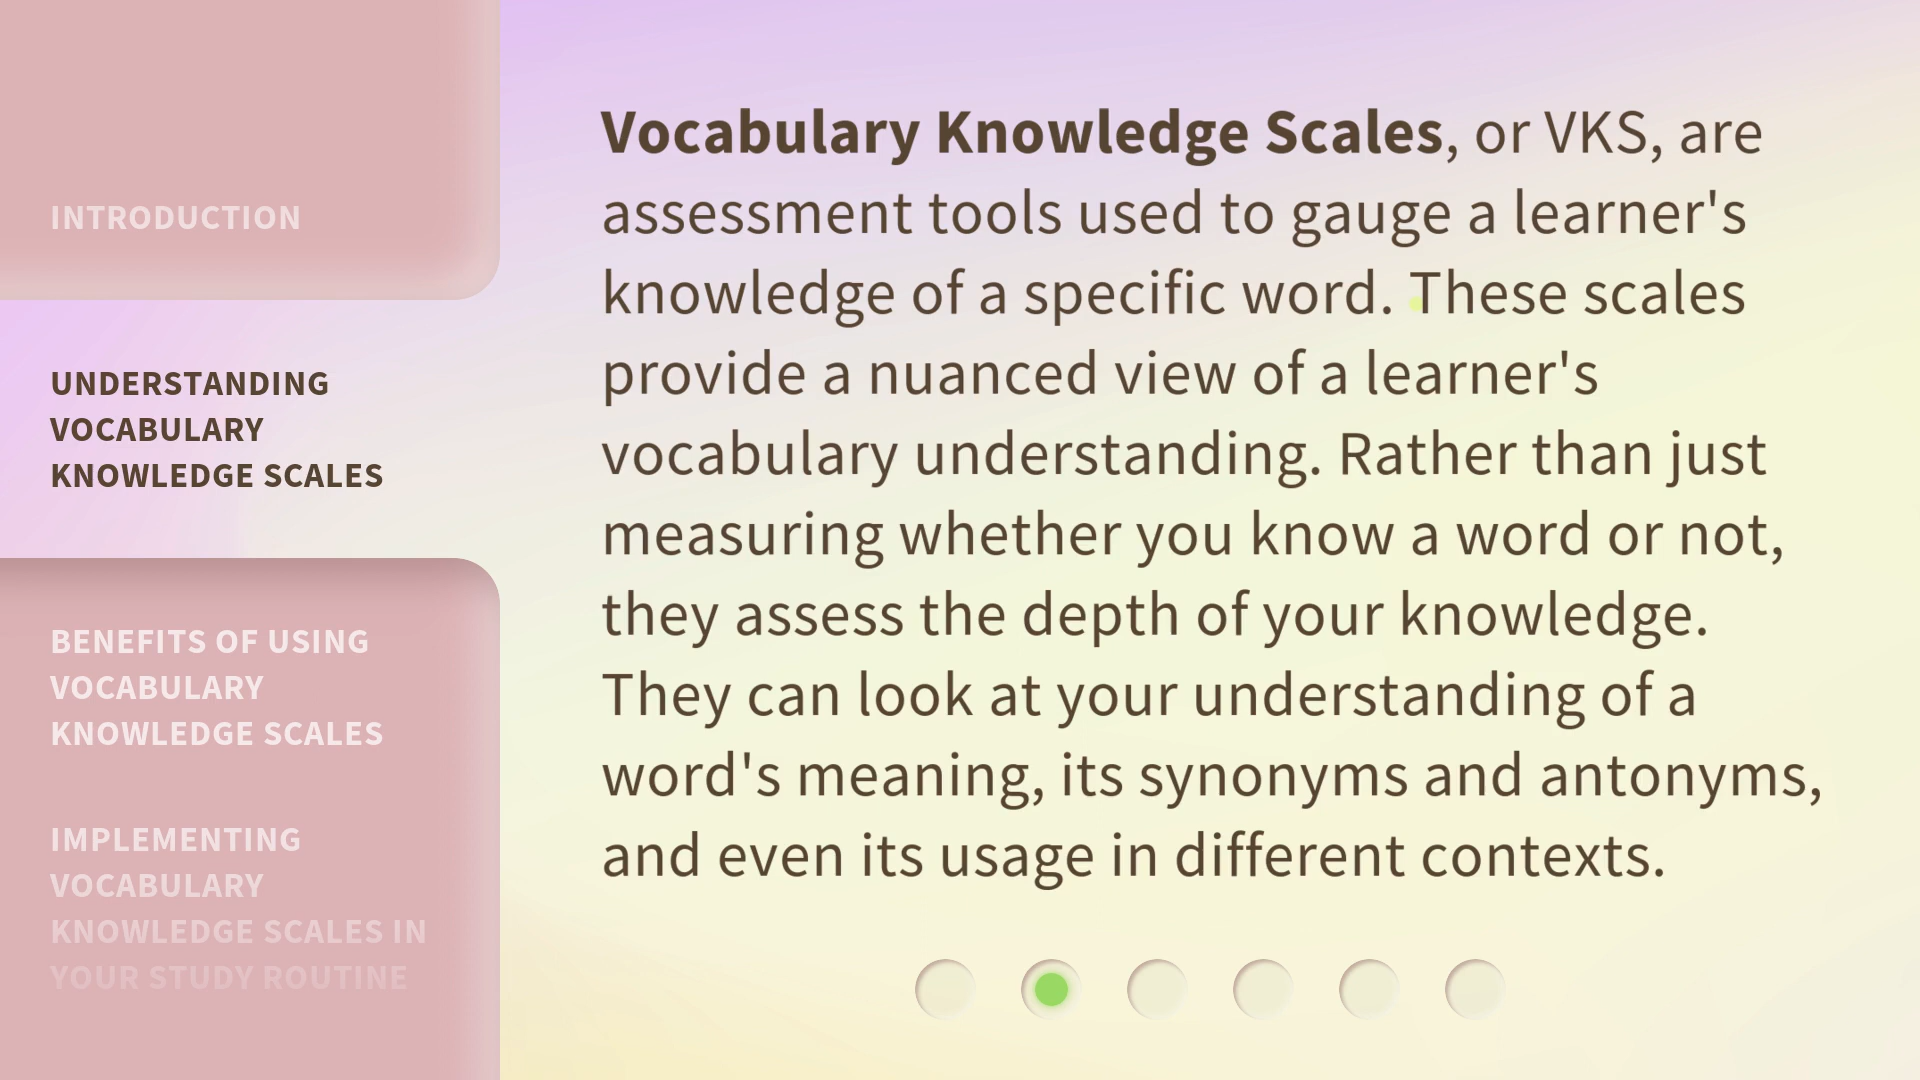 INTRODUCTION
UNDERSTANDING
VOCABULARY
KNOWLEDGE SCALES
BENEFITS OF USING
VOCABULARY
KNOWLEDGE SCALES
IMPLEMENTING
VOCABULARY
KNOWLEDGE SCALES IN
YOUR STUDY ROUTINE
Vocabulary Knowledge Scales, or VKS, are
assessment tools used to gauge a learner's
knowledge of a specific word. These scales
provide a nuanced view of a learner's
vocabulary understanding. Rather than just
measuring whether you know a word or not,
they assess the depth of your knowledge.
They can look at your understanding of a
word's meaning, its synonyms and antonyms,
and even its usage in different contexts.